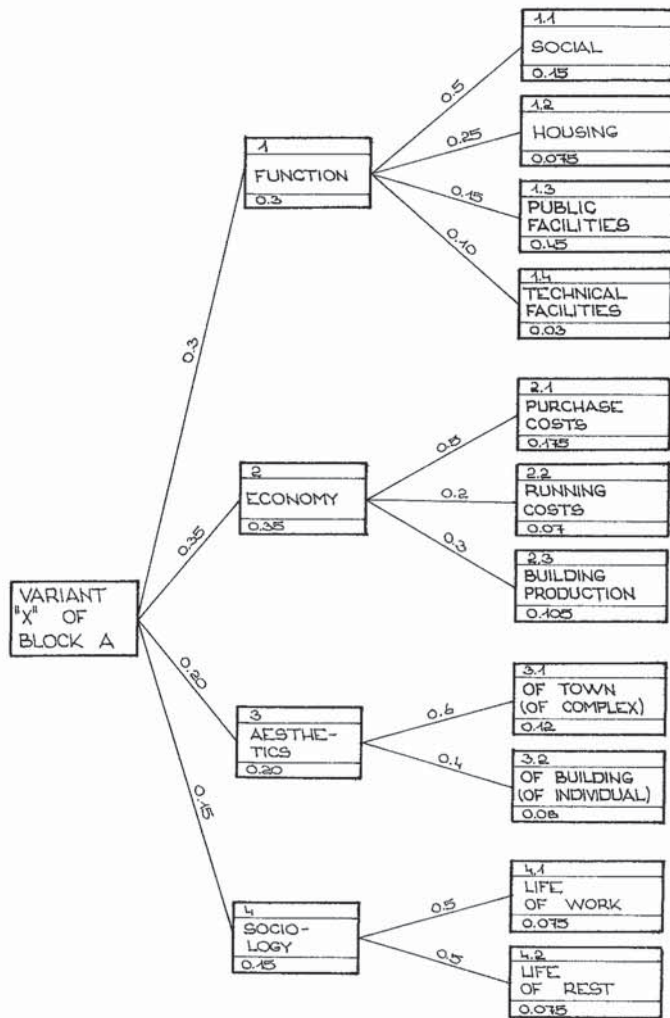 VARIANT
"X" OF
BLOCK A
0.3
0.35
0.20
0.15
1
FUNCTION
0.3
0.5
0.25
0.15
0.10
1.1
SOCIAL
0.15
1.2
HOUSING
0.075
1.3
PUBLIC
FACILITIES
0.45
1.4
TECHNICAL
FACILITIES
0.03
2
ECONOMY
0.35
0.5
0.2
0.3
2.1
PURCHASE
COSTS
0.175
2.2
RUNNING
COSTS
0.07
2.3
BUILDING
PRODUCTION
0.105
3
AESTHE-
TICS
0.20
0.6
0.4
3.1
OF TOWN
(OF COMPLEX)
0.12
3.2
OF BUILDING
(OF INDIVIDUAL)
0.08
4
SOCIO-
LOGY
0.15
0.5
0.5
4.1
LIFE
OF WORK
0.075
4.2
LIFE
OF REST
0.075